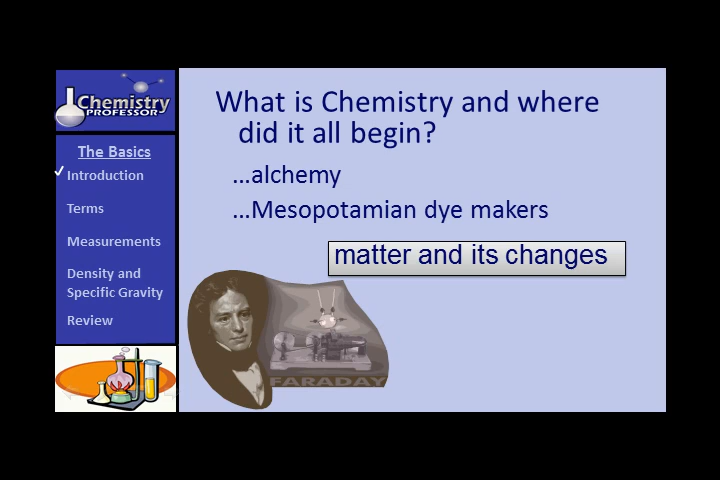 Chemistry
PROFESSOR
The Basics
Introduction
Terms
Measurements
Density and
Specific Gravity
Review
What is Chemistry and where
did it all begin?
...alchemy
...Mesopotamian dye makers
matter and its changes
FARADAY